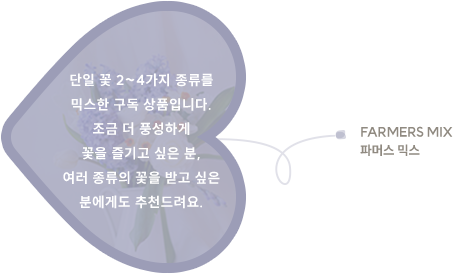 단일 꽃 2~4가지 종류를
믹스한 구독 상품입니다.
조금 더 풍성하게
꽃을 즐기고 싶은 분,
여러 종류의 꽃을 받고 싶은
분에게도 추천드려요.
FARMERS MIX
파머스 믹스